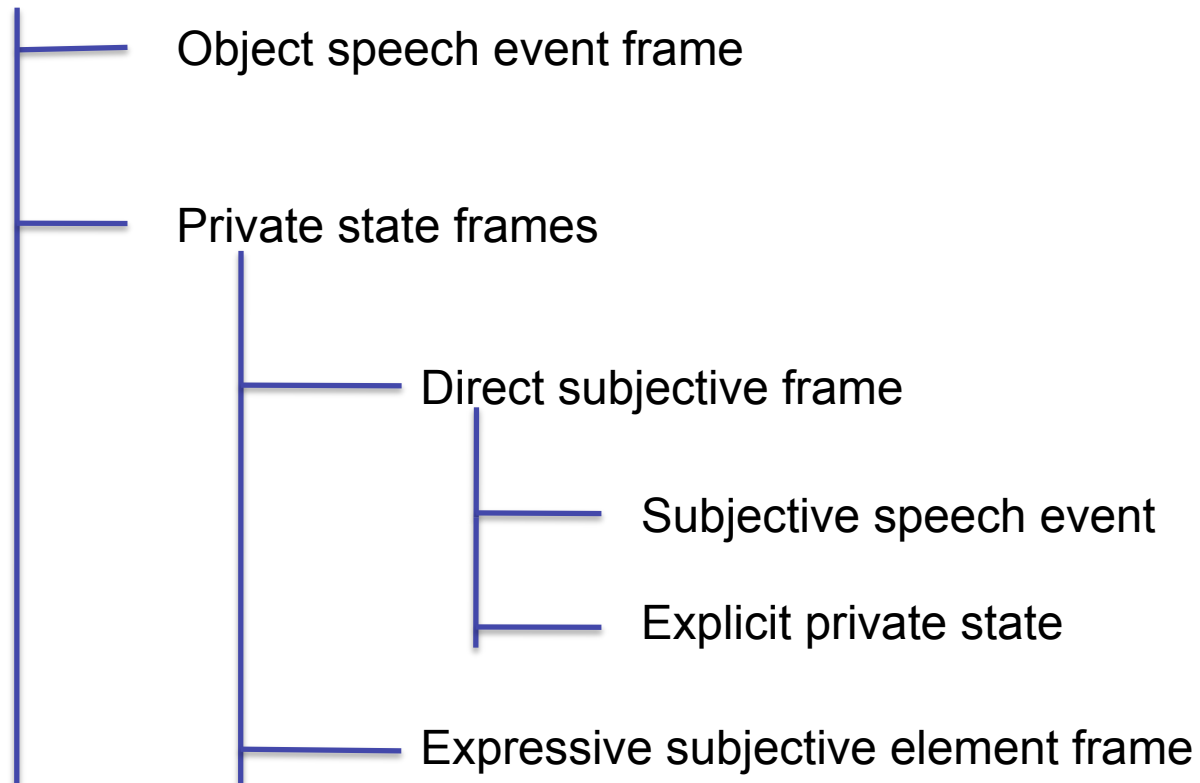 Object speech event frame
Private state frames
Direct subjective frame
Subjective speech event
Explicit private state
Expressive subjective element frame